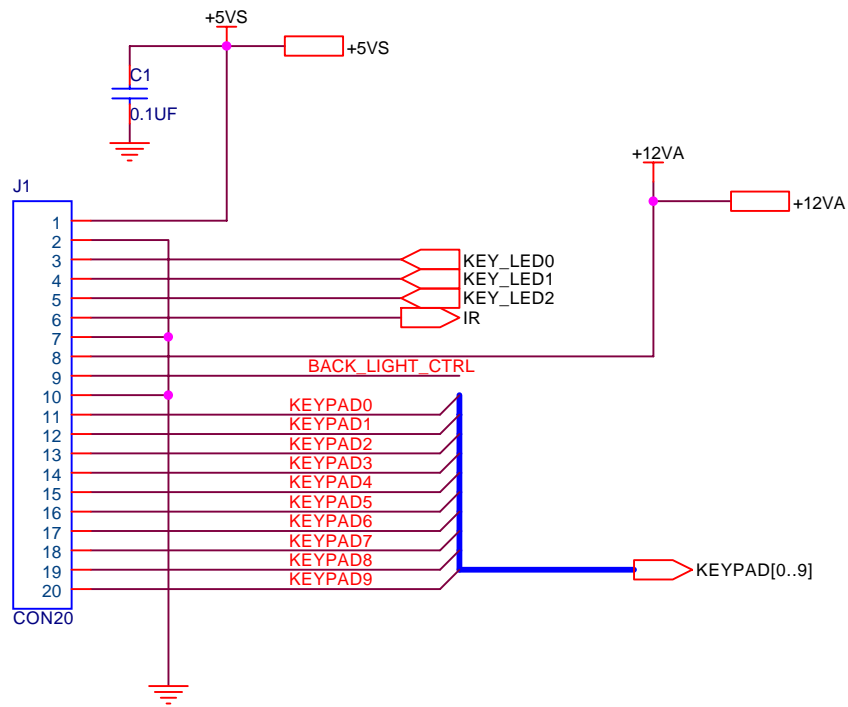 +5VS
+5VS
C1
0.1UF
+12VA
+12VA
J1
1
2
3 KEY_LED0
4 KEY_LED1
5 KEY_LED2
6 IR
7
8
9 BACK_LIGHT_CTRL
10
11 KEYPAD0
12 KEYPAD1
13 KEYPAD2
14 KEYPAD3
15 KEYPAD4
16 KEYPAD5
17 KEYPAD6
18 KEYPAD7
19 KEYPAD8
20 KEYPAD9
KEYPAD[0..9]
CON20